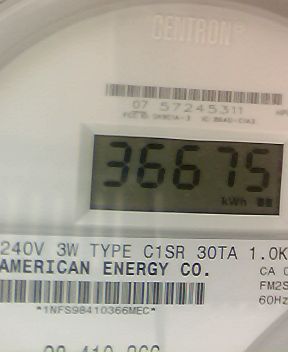 CENTRON®
07 57245311
36675
kWh
240V 3W TYPE C1SR 30TA 1.0K
AMERICAN ENERGY CO.
CA 0
FM2S
60Hz
*1NFS98410366MEC*